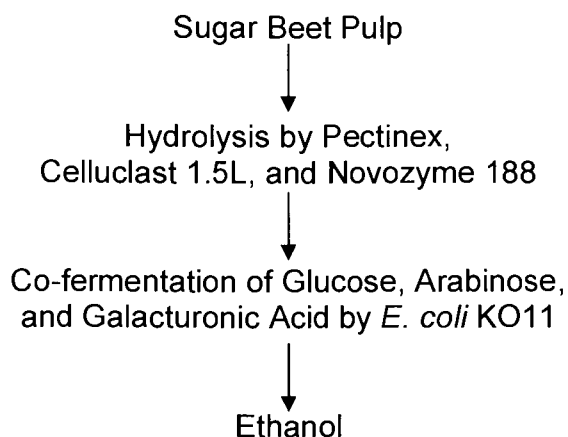 Sugar Beet Pulp
Hydrolysis by Pectinex,
Celluclast 1.5L, and Novozyme 188
Co-fermentation of Glucose, Arabinose,
and Galacturonic Acid by E. coli KO11
Ethanol